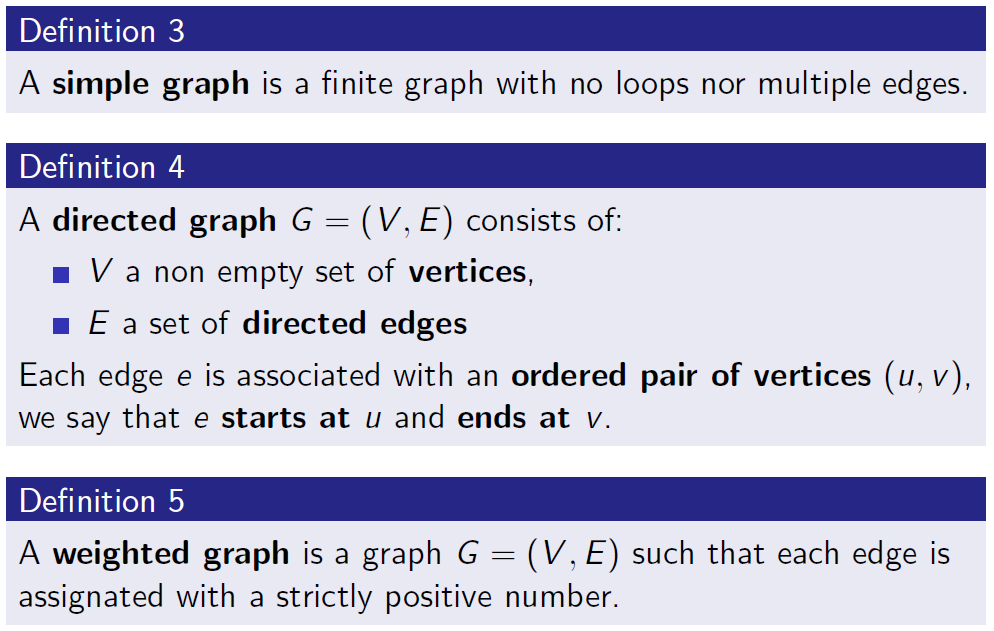 Definition 3
A simple graph is a finite graph with no loops nor multiple edges.
Definition 4
A directed graph G = (V, E) consists of:
V a non empty set of vertices,
E a set of directed edges
Each edge e is associated with an ordered pair of vertices (u, v),
we say that e starts at u and ends at v.
Definition 5
A weighted graph is a graph G = (V, E) such that each edge is
assignated with a strictly positive number.